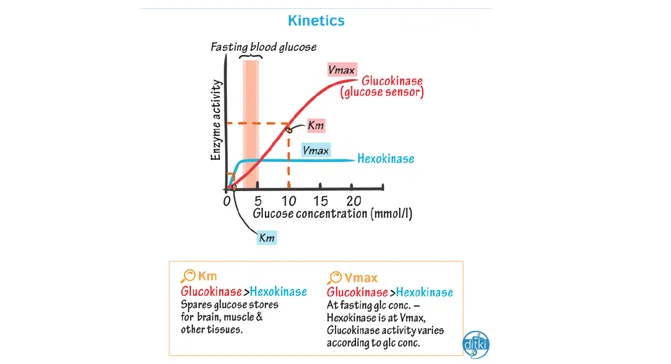 Kinetics
Fasting blood glucose
Enzyme activity
Vmax
Glucokinase
(glucose sensor)
Km
Vmax
Hexokinase
0 5 10 15 20
Glucose concentration (mmol/l)
Km
Km
Glucokinase>Hexokinase
Spares glucose stores
for brain, muscle &
other tissues.
Vmax
Glucokinase>Hexokinase
At fasting glc conc. –
Hexokinase is at Vmax,
Glucokinase activity varies
according to glc conc.
ditki